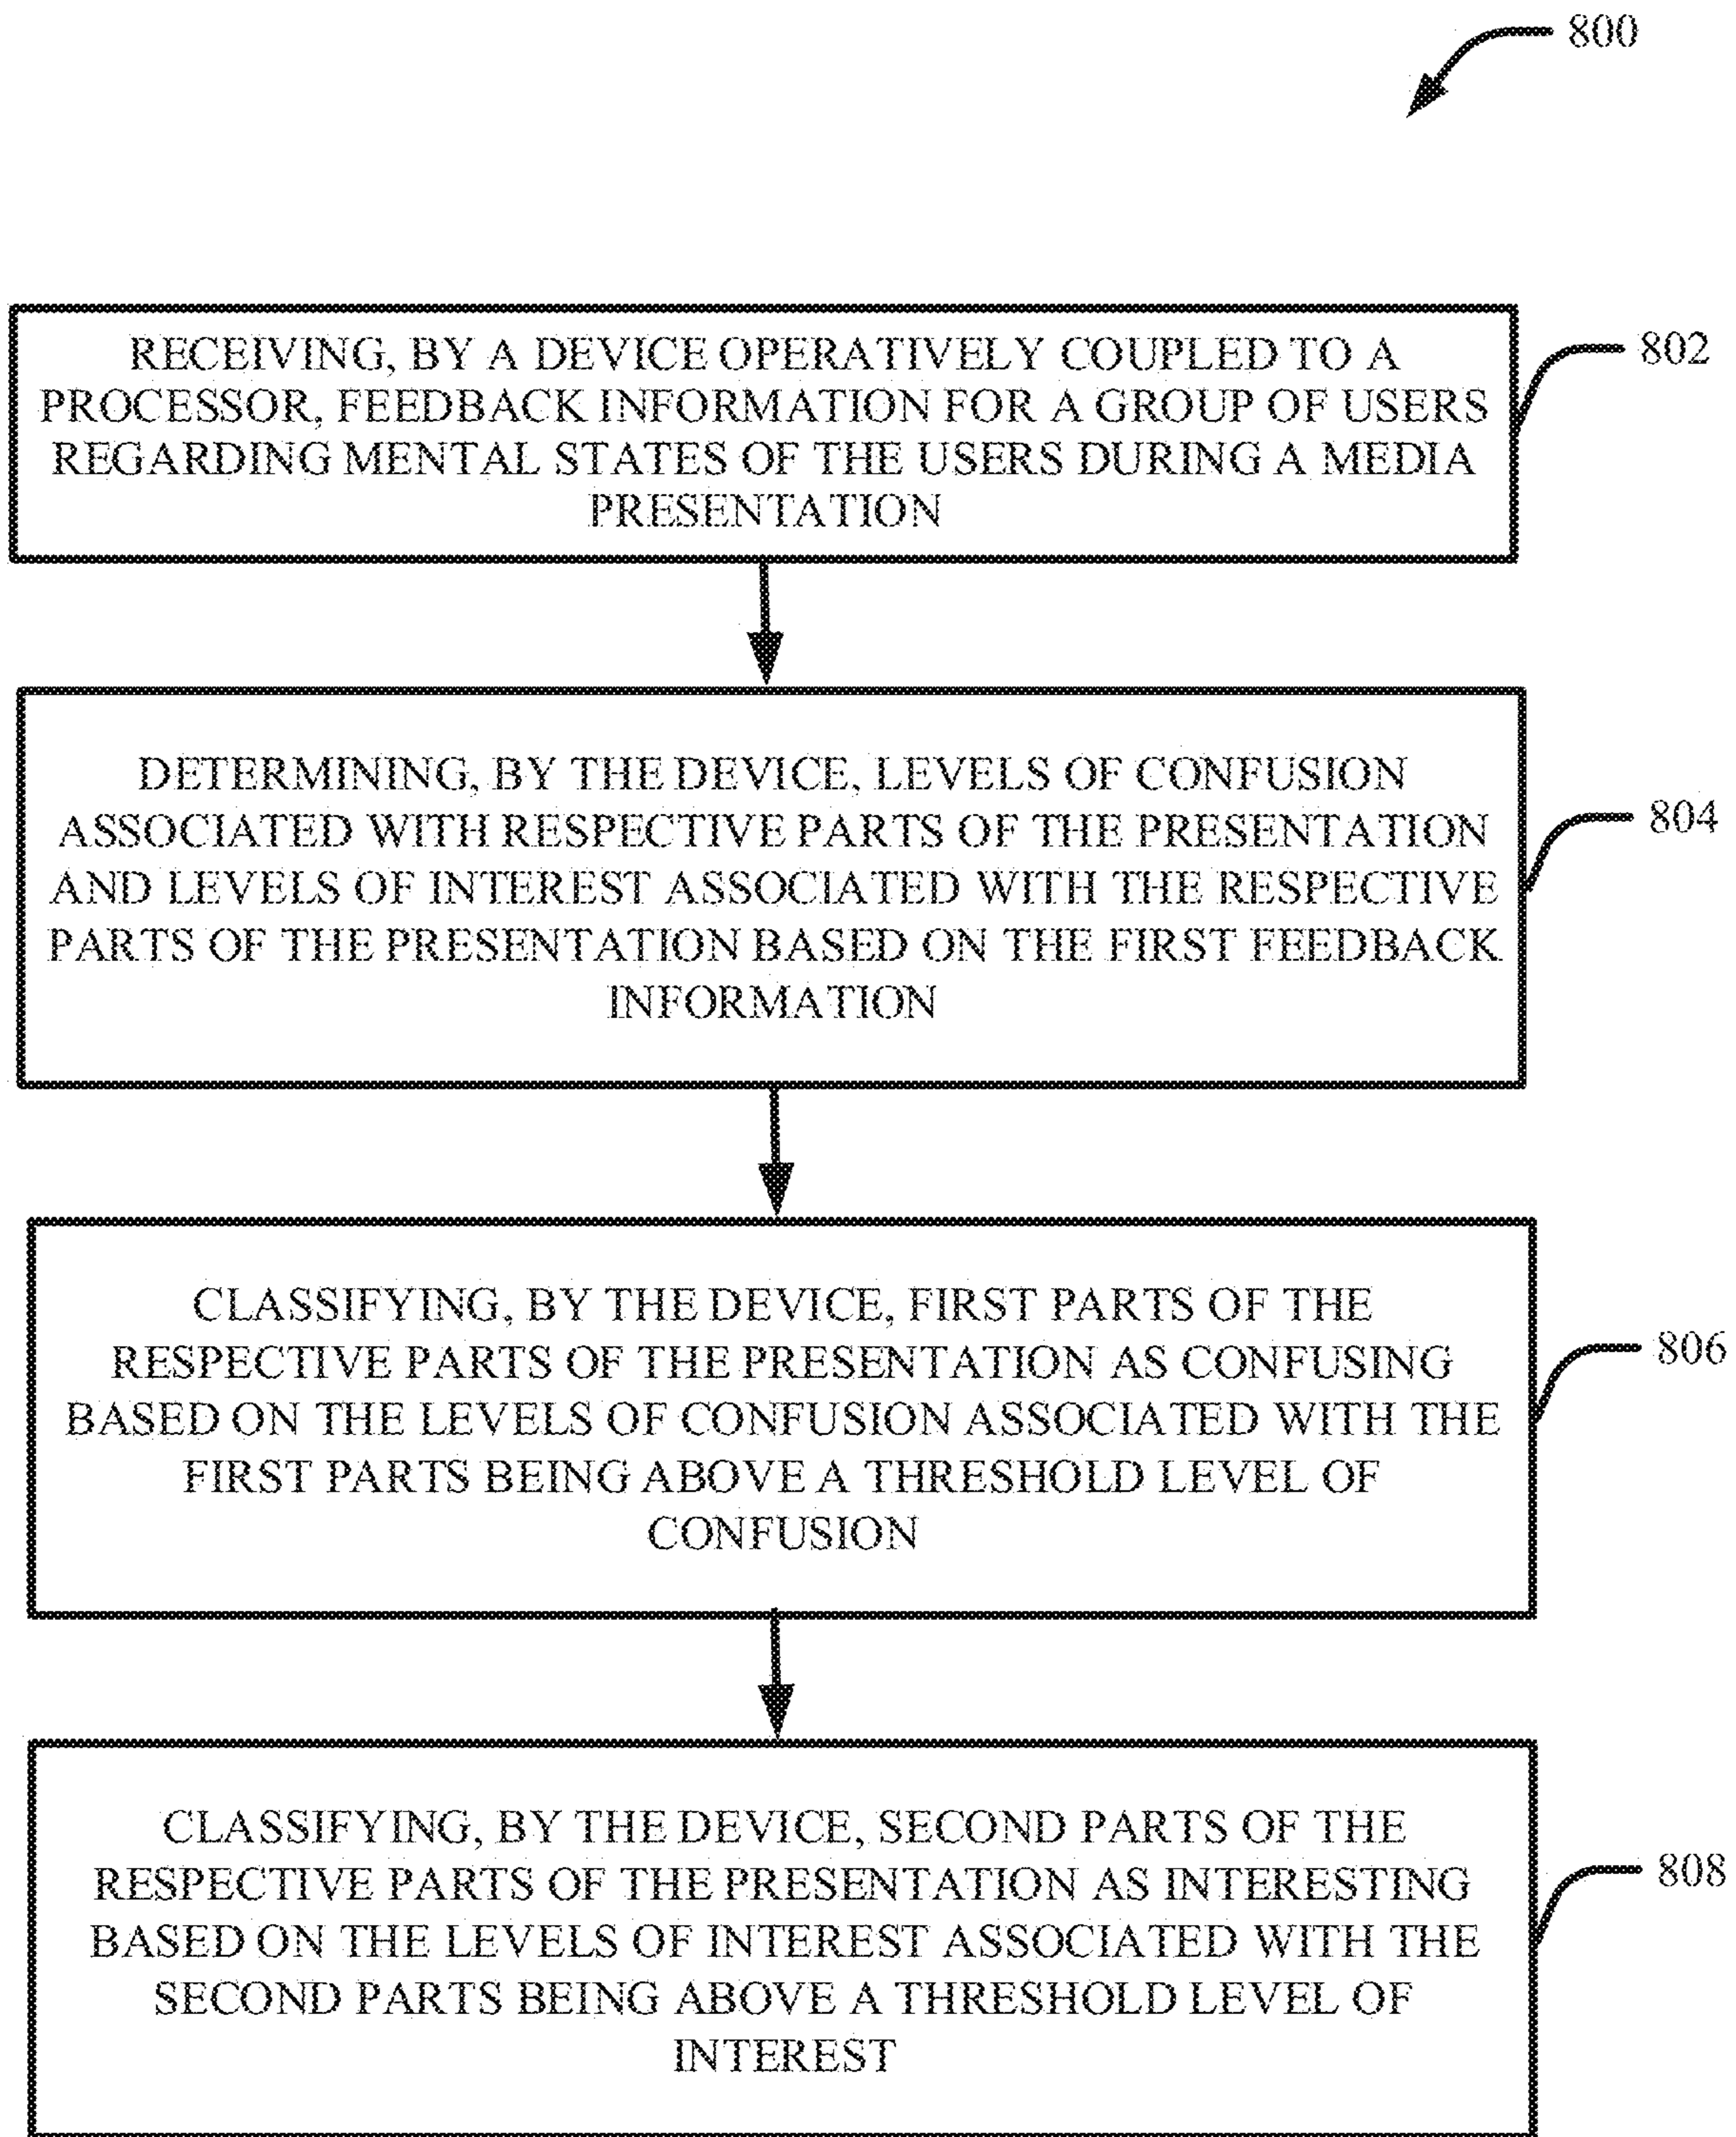 800
RECEIVING, BY A DEVICE OPERATIVELY COUPLED TO A
PROCESSOR, FEEDBACK INFORMATION FOR A GROUP OF USERS
REGARDING MENTAL STATES OF THE USERS DURING A MEDIA
PRESENTATION
802
DETERMINING, BY THE DEVICE, LEVELS OF CONFUSION
ASSOCIATED WITH RESPECTIVE PARTS OF THE PRESENTATION
AND LEVELS OF INTEREST ASSOCIATED WITH THE RESPECTIVE
PARTS OF THE PRESENTATION BASED ON THE FIRST FEEDBACK
INFORMATION
804
CLASSIFYING, BY THE DEVICE, FIRST PARTS OF THE
RESPECTIVE PARTS OF THE PRESENTATION AS CONFUSING
BASED ON THE LEVELS OF CONFUSION ASSOCIATED WITH THE
FIRST PARTS BEING ABOVE A THRESHOLD LEVEL OF
CONFUSION
806
CLASSIFYING, BY THE DEVICE, SECOND PARTS OF THE
RESPECTIVE PARTS OF THE PRESENTATION AS INTERESTING
BASED ON THE LEVELS OF INTEREST ASSOCIATED WITH THE
SECOND PARTS BEING ABOVE A THRESHOLD LEVEL OF
INTEREST
808